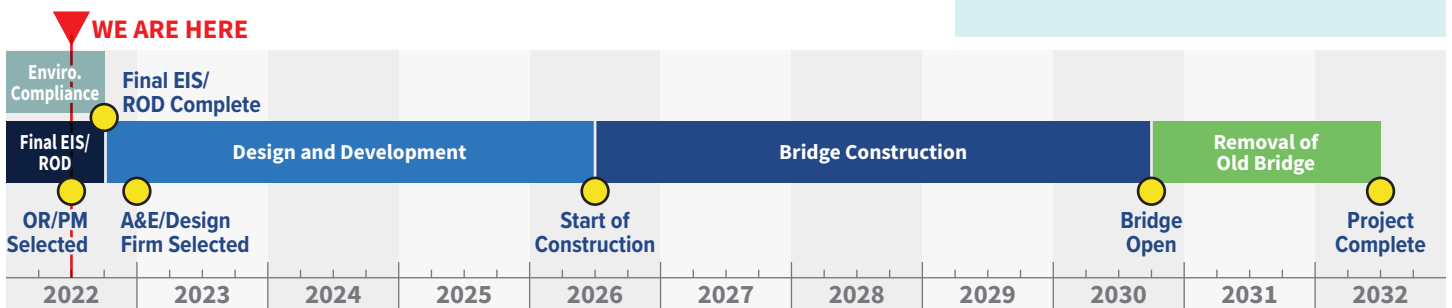 WE ARE HERE
Enviro.
Compliance
Final EIS/
ROD Complete
Final EIS/
ROD
Design and Development
Bridge Construction
Removal of
Old Bridge
OR/PM
Selected
A&E/Design
Firm Selected
Start of
Construction
Bridge
Open
Project
Complete
2022 2023 2024 2025 2026 2027 2028 2029 2030 2031 2032